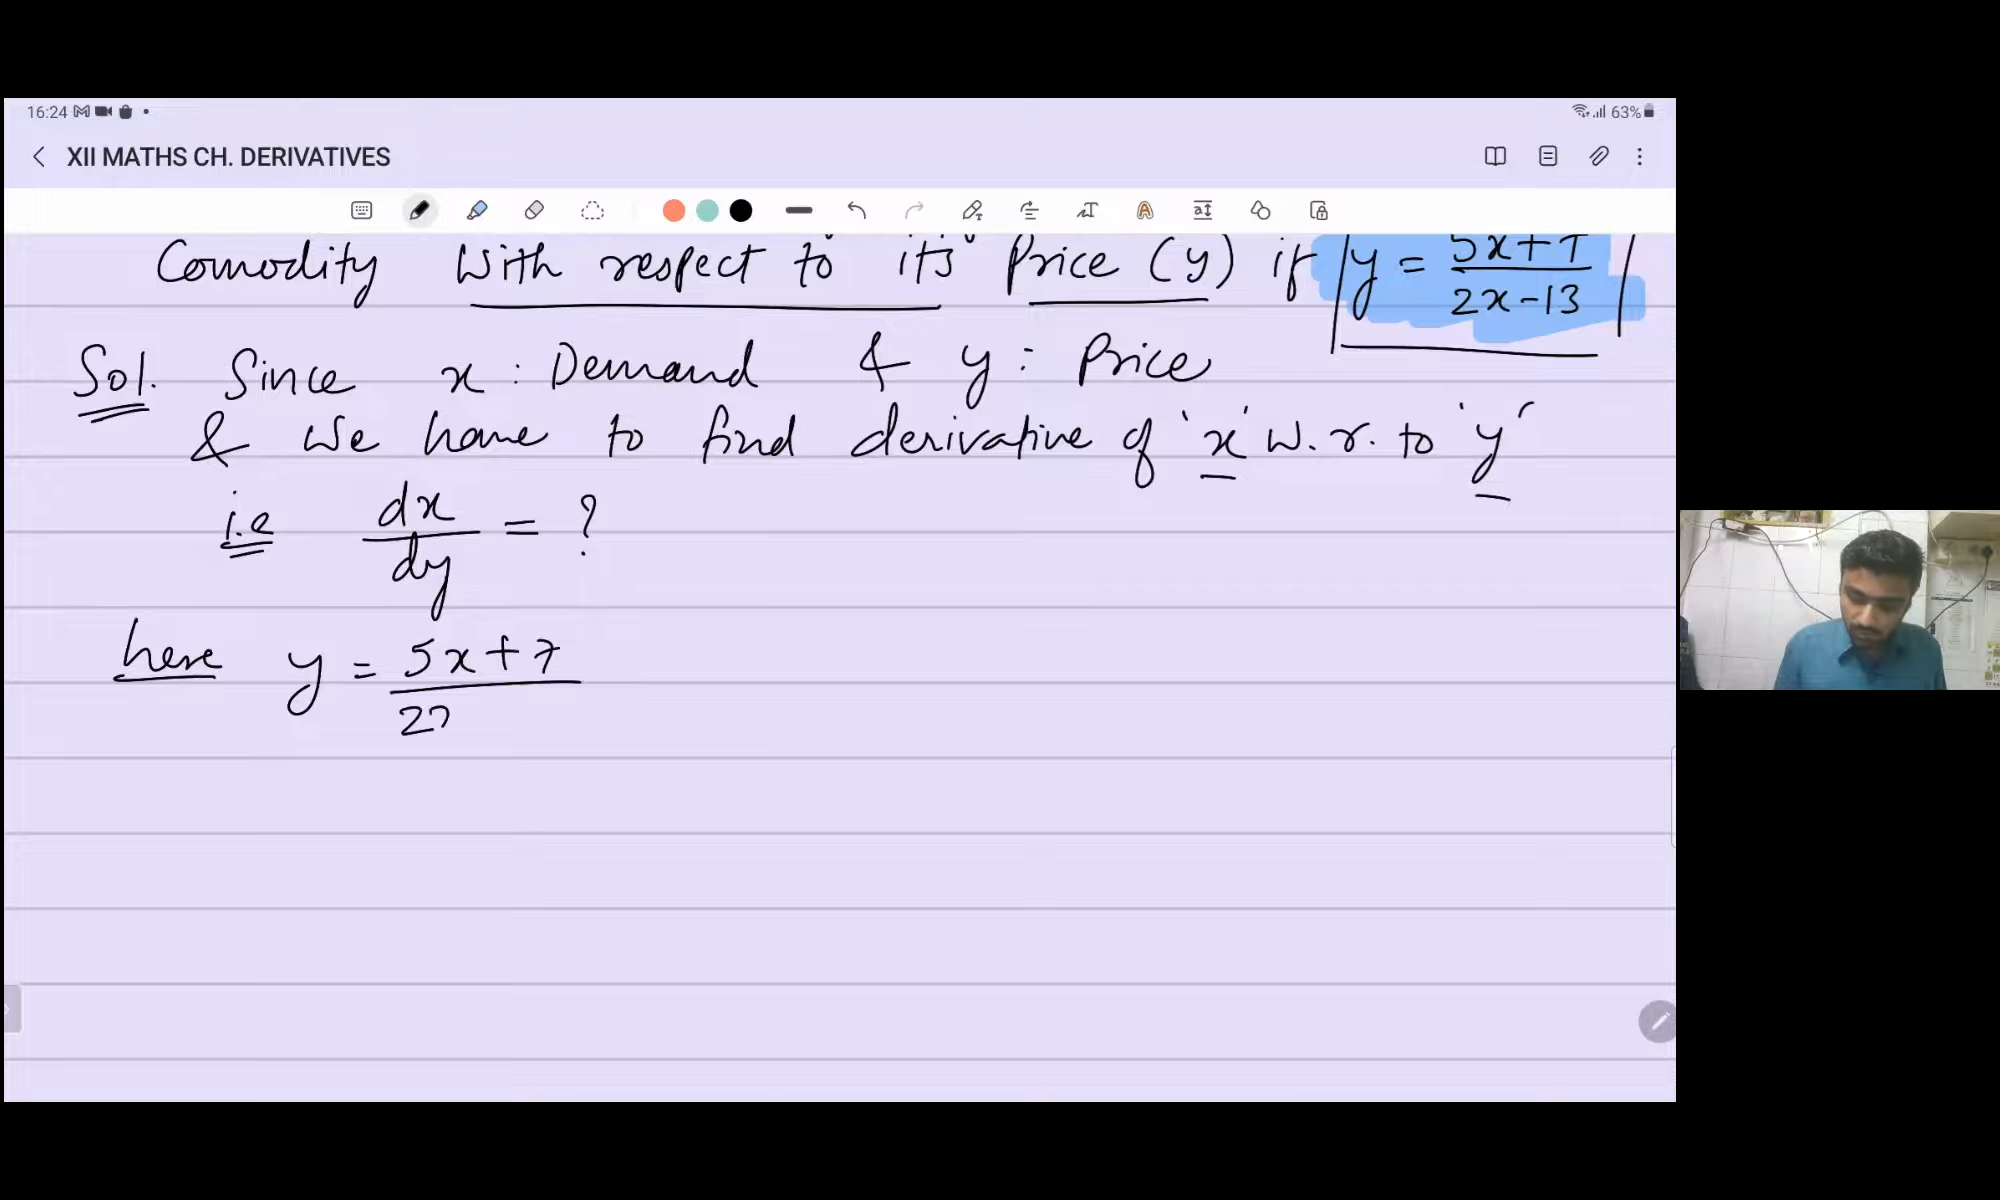 16:24
63%
XII MATHS CH. DERIVATIVES
Comodity with respect to it's Price (y) if y = 5x+7 / 2x-13
Sol. Since x : Demand & y : Price
& we have to find derivative of 'x' w.r. to 'y'
i.e dx/dy = ?
here y = 5x+7 / 2